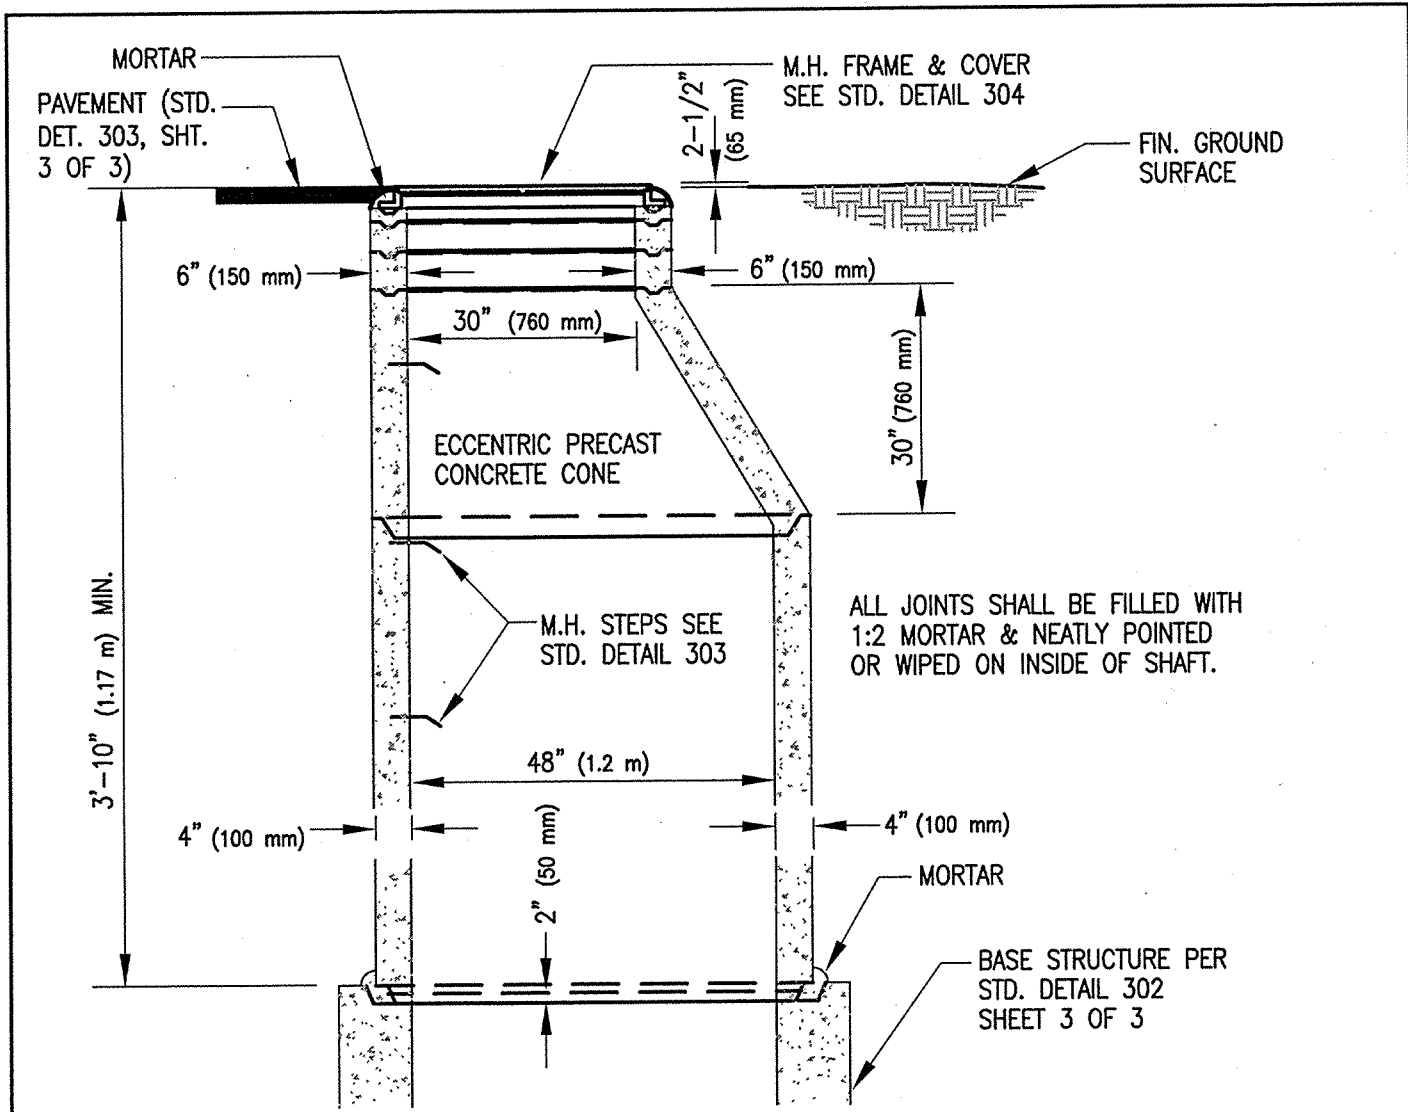 MORTAR
PAVEMENT (STD.
DET. 303, SHT.
3 OF 3)
M.H. FRAME & COVER
SEE STD. DETAIL 304
2-1/2"
(65 mm)
FIN. GROUND
SURFACE
6" (150 mm)
6" (150 mm)
30" (760 mm)
30" (760 mm)
ECCENTRIC PRECAST
CONCRETE CONE
3'-10" (1.17 m) MIN.
M.H. STEPS SEE
STD. DETAIL 303
ALL JOINTS SHALL BE FILLED WITH
1:2 MORTAR & NEATLY POINTED
OR WIPED ON INSIDE OF SHAFT.
48" (1.2 m)
4" (100 mm)
2" (50 mm)
4" (100 mm)
MORTAR
BASE STRUCTURE PER
STD. DETAIL 302
SHEET 3 OF 3